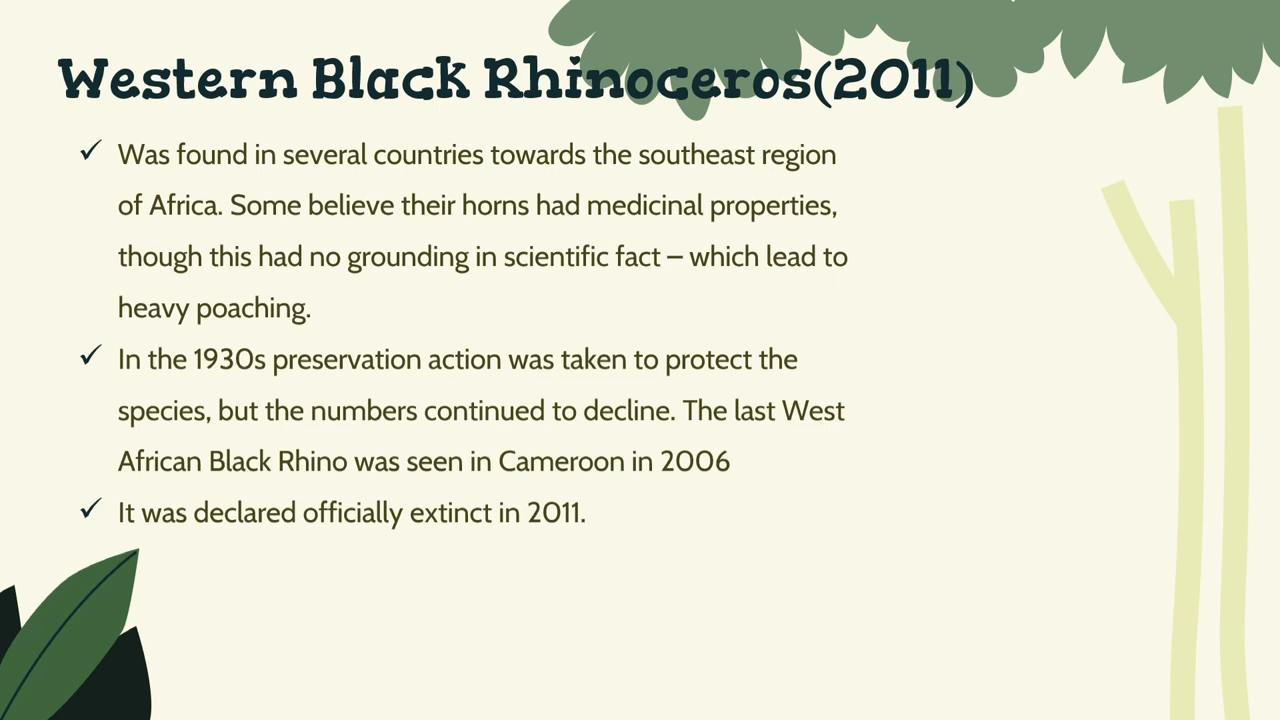 Western Black Rhinoceros(2011)
✓ Was found in several countries towards the southeast region
of Africa. Some believe their horns had medicinal properties,
though this had no grounding in scientific fact – which lead to
heavy poaching.
✓ In the 1930s preservation action was taken to protect the
species, but the numbers continued to decline. The last West
African Black Rhino was seen in Cameroon in 2006
✓ It was declared officially extinct in 2011.